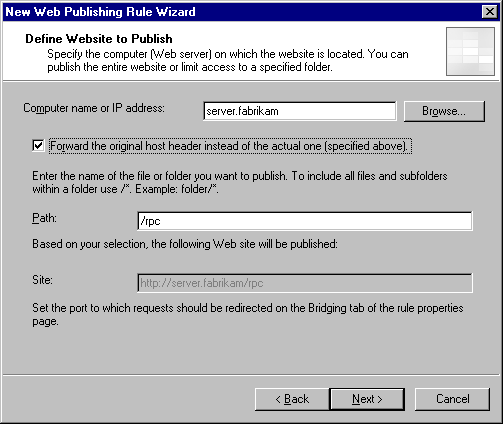 New Web Publishing Rule Wizard
Define Website to Publish
Specify the computer (Web server) on which the website is located. You can
publish the entire website or limit access to a specified folder.
Computer name or IP address: server.fabrikam Browse...
Forward the original host header instead of the actual one (specified above).
Enter the name of the file or folder you want to publish. To include all files and subfolders
within a folder use /*. Example: folder/*.
Path: /rpc
Based on your selection, the following Web site will be published:
Site: http://server.fabrikam/rpc
Set the port to which requests should be redirected on the Bridging tab of the rule properties
page.
< Back Next > Cancel